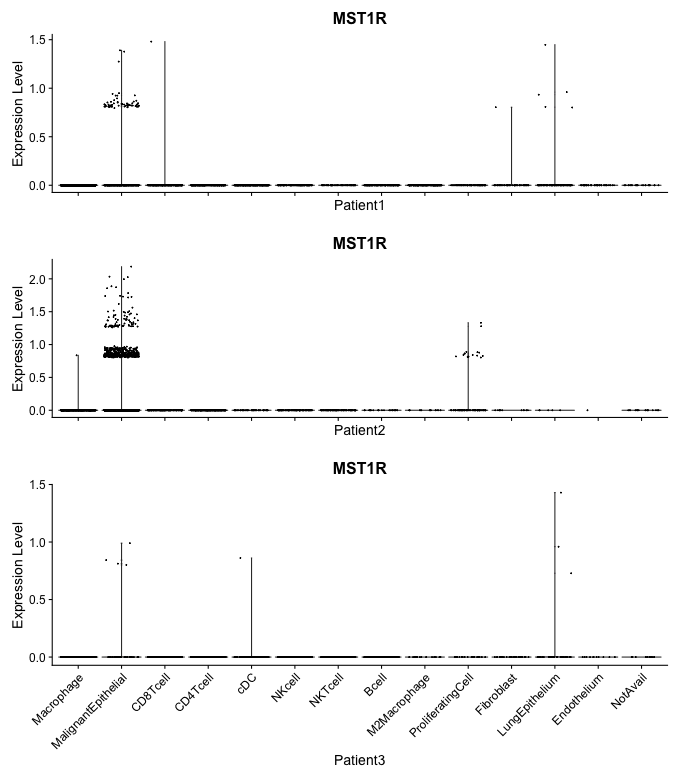 MST1R
Expression Level
1.5
1.0
0.5
0.0
Patient1
MST1R
Expression Level
2.0
1.5
1.0
0.5
0.0
Patient2
MST1R
Expression Level
1.5
1.0
0.5
0.0
Macrophage
MalignantEpithelial
CD8Tcell
CD4Tcell
cDC
NKcell
NKTcell
Bcell
M2Macrophage
ProliferatingCell
Fibroblast
LungEpithelium
Endothelium
NotAvail
Patient3